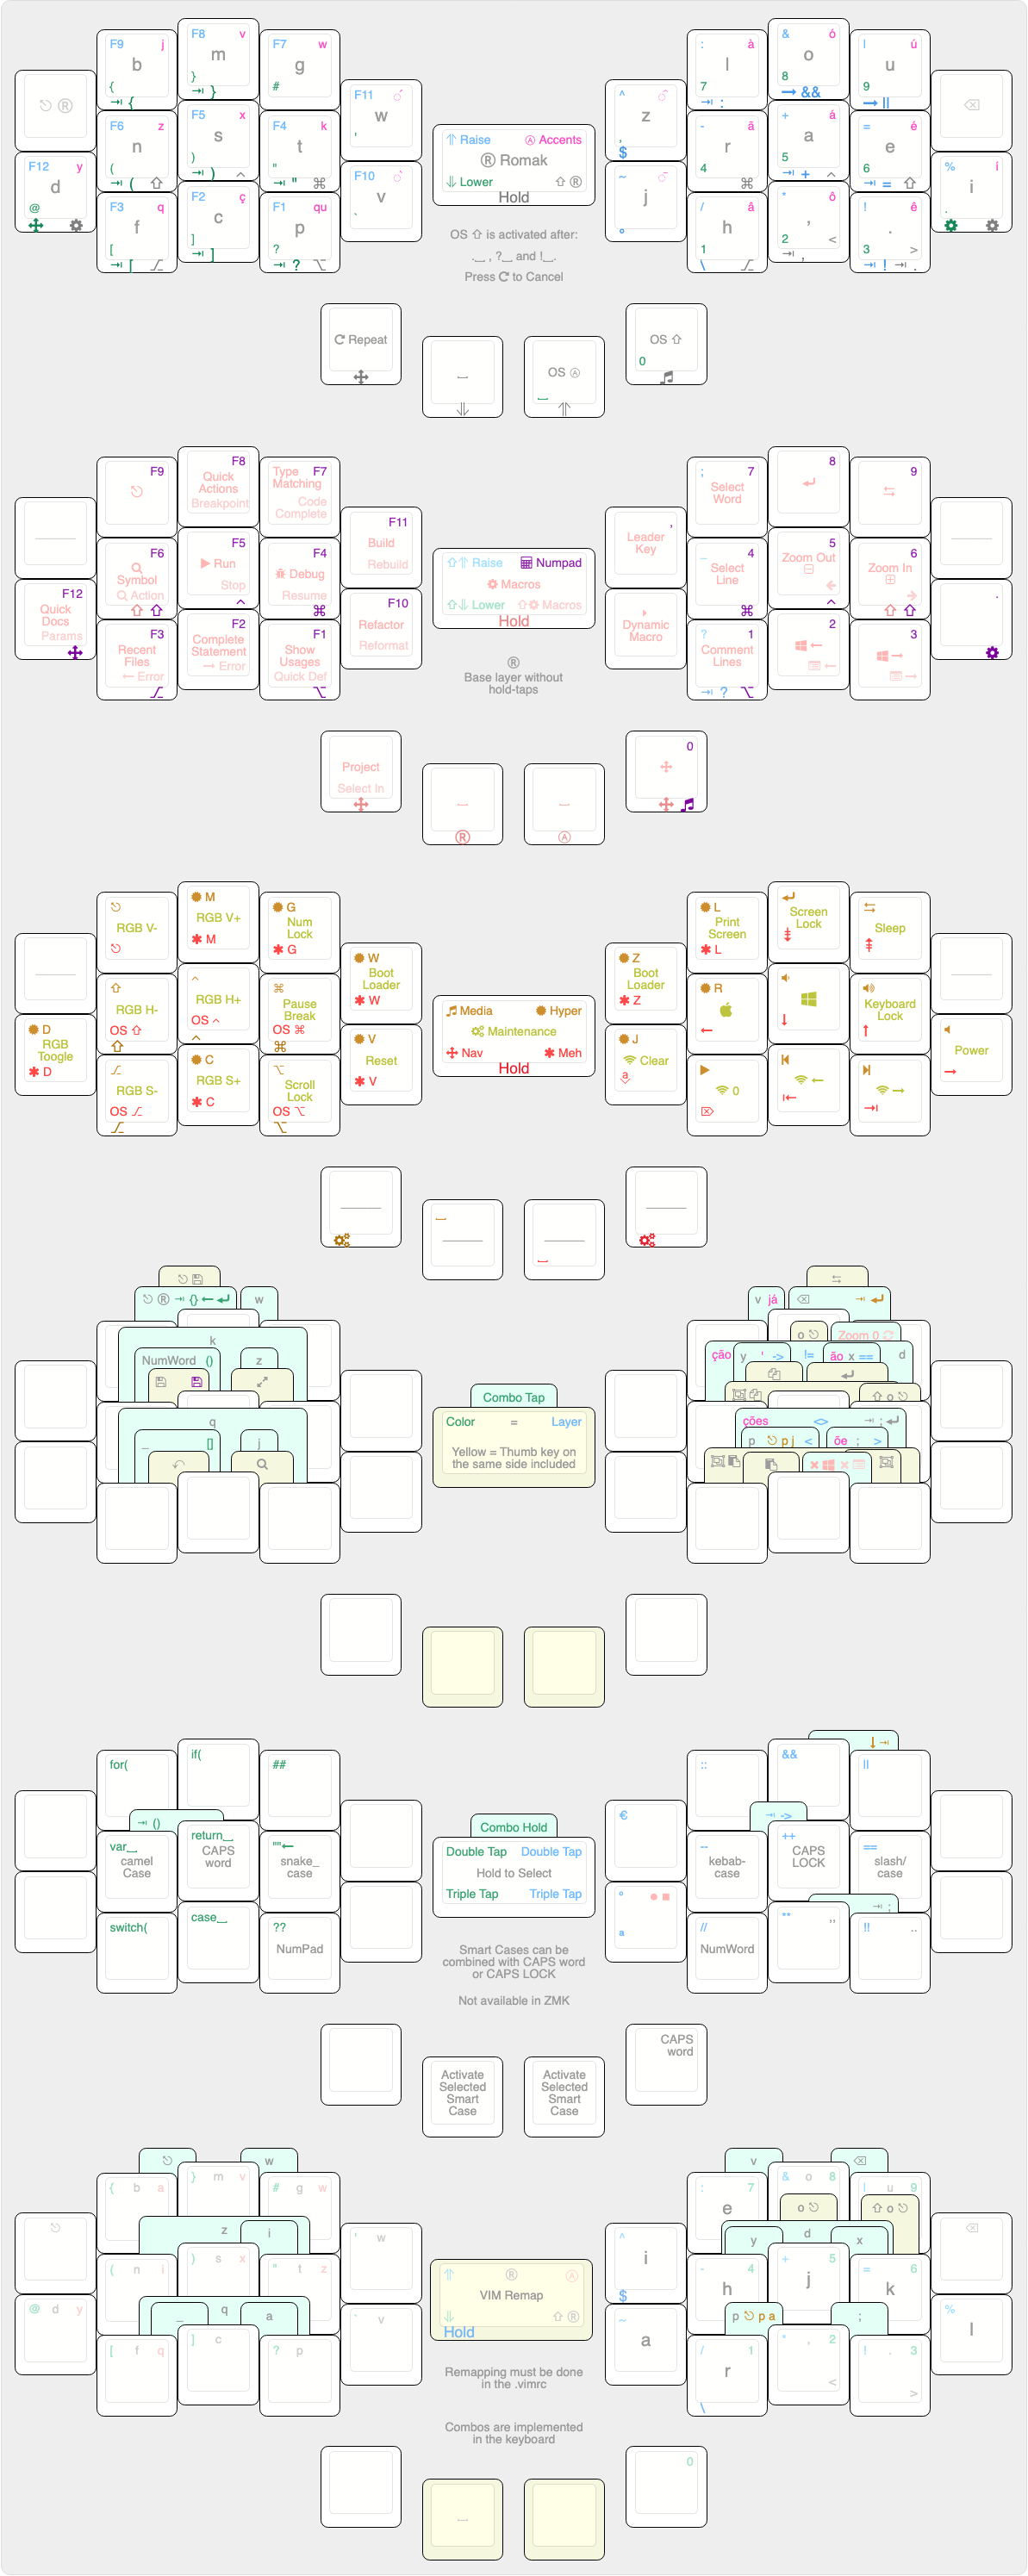 F9 j
b
{
⇥ {
F8 v
m
}
⇥ }
F7 w
g
#
F11
w
'
Ⓡ
F12 y
d
@
F6 z
n
(
⇥ ( ⇧
F5 x
s
)
⇥ ) ^
F4 k
t
"
⇥ " ⌘
F10
v
`
F3 q
f
[
⇥ [
F2 ç
c
]
⇥ ]
F1 qu
p
?
⇥ ? ⌥
⇑ Raise Ⓐ Accents
Ⓡ Romak
⇓ Lower ⇧ Ⓡ
Hold
OS ⇧ is activated after:
.⎵ , ?⎵ and !⎵.
Press to Cancel
: à
l
7
⇥ :
& ó
o
8
→ &&
| ú
u
9
→ ||
^
z
,
$
- ã
r
4
⌘
+ á
a
5
⇥ + ^
= é
e
6
⇥ = ⇧
% í
i
.
~
j
°
/ â
h
1
\
* ô
,
2 <
⇥ ,
! ê
.
3 >
⇥ ! ⇥ .
Repeat
⎵
OS Ⓐ
⎵
OS ⇧
0
F9
F8
Quick
Actions
Breakpoint
Type F7
Matching
Code
Complete
F11
Build
Rebuild
F12
Quick
Docs
Params
F6
Symbol
Action
F5
Run
Stop
F4
Debug
Resume
F10
Refactor
Reformat
F3
Recent
Files
← Error
F2
Complete
Statement
→ Error
F1
Show
Usages
Quick Def
⇧⇑ Raise Numpad
Macros
⇧⇓ Lower ⇧ Macros
Hold
Ⓡ
Base layer without
hold-taps
; 7
Select
Word
8
9
'
Leader
Key
_ 4
Select
Line
5
Zoom Out
6
Zoom In
.
Dynamic
Macro
? 1
Comment
Lines
⇥ ?
2
3
Project
Select In
⎵
Ⓡ
⎵
Ⓐ
0
RGB V-
M
RGB V+
✱ M
G
Num
Lock
✱ G
W
Boot
Loader
✱ W
D
RGB
Toogle
✱ D
RGB H-
OS ⇧
RGB H+
OS ^
Pause
Break
OS ⌘
V
Reset
✱ V
RGB S-
OS
C
RGB S+
✱ C
Scroll
Lock
OS ⌥
Media Hyper
Maintenance
Nav Meh
Hold
L
Print
Screen
✱ L
Screen
Lock
Sleep
Z
Boot
Loader
✱ Z
R
Keyboard
Lock
Power
J
Clear
a
0
Ⓡ ⇥ {} ← ↵ w
k
NumWord () z
q
_ [] j
Combo Tap
Color = Layer
Yellow = Thumb key on
the same side included
v já
o
Zoom 0
ção y ' -> != ão x == d
⇧ o
ções <> ⇥ ; ↵
p p j < õe ; >
for(
if(
##
⇥ ()
var⎵
camel
Case
return⎵
CAPS
word
""←
snake_
case
switch(
case⎵
??
NumPad
Combo Hold
Double Tap Double Tap
Hold to Select
Triple Tap Triple Tap
Smart Cases can be
combined with CAPS word
or CAPS LOCK
Not available in ZMK
::
&&
||
€
⇥ ->
--
kebab-
case
++
CAPS
LOCK
==
slash/
case
⇥ ;
°
ª
//
NumWord
** ,,
!! ..
Activate
Selected
Smart
Case
Activate
Selected
Smart
Case
CAPS
word
w
{ b a
} m v
# g w
z i
' w
( n i
) s x
" t z
@ d y
_ q a
` v
[ f q
] c
? p
⇑ Ⓡ Ⓐ
VIM Remap
⇓ ⇧ Ⓡ
Hold
Remapping must be done
in the .vimrc
Combos are implemented
in the keyboard
v
: 7
e
& o 8
o
| u 9
⇧ o
y d x
^
i
$
- 4
h
+ 5
j
= 6
k
p p a ;
%
l
~
a
/ 1
r
\
* , 2
<
! . 3
>
⎵
0